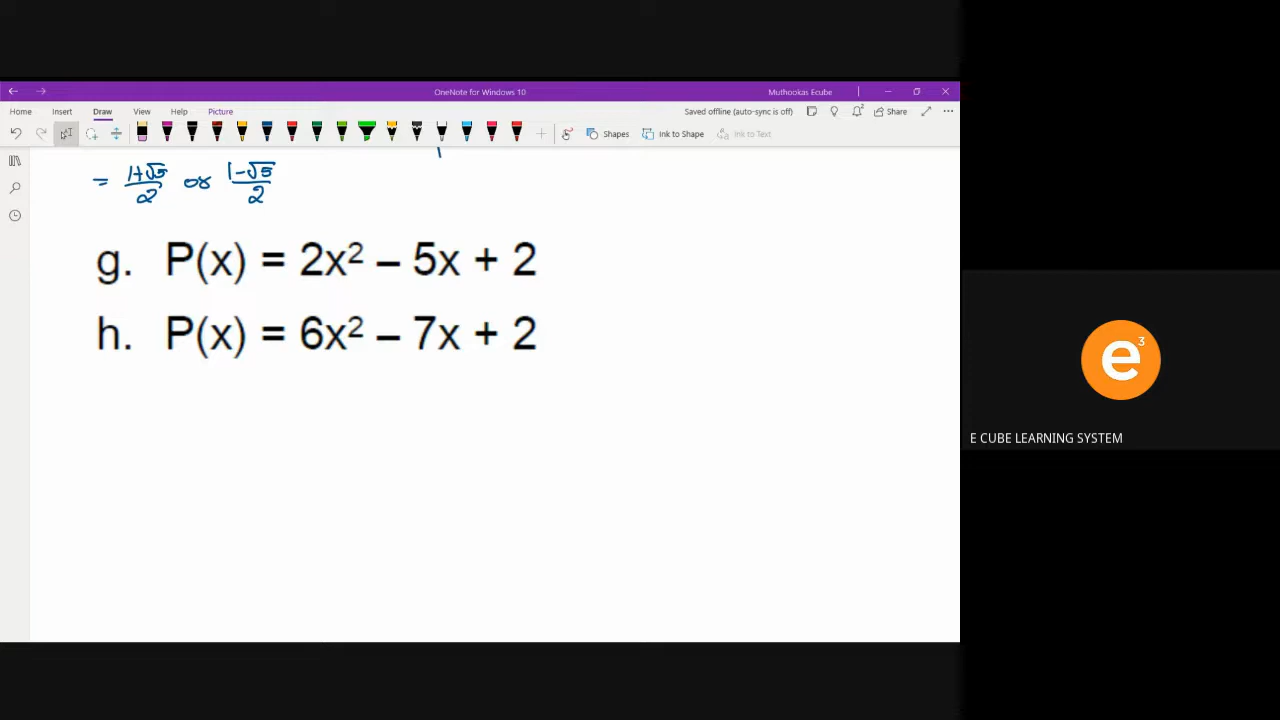 OneNote for Windows 10
Muthookas Ecube
Home Insert Draw View Help Picture
Saved offline (auto-sync is off)
Share
Shapes
Ink to Shape
Ink to Text
= 1+√5/2 or 1-√5/2
g. P(x) = 2x² – 5x + 2
h. P(x) = 6x² – 7x + 2
e³
E CUBE LEARNING SYSTEM